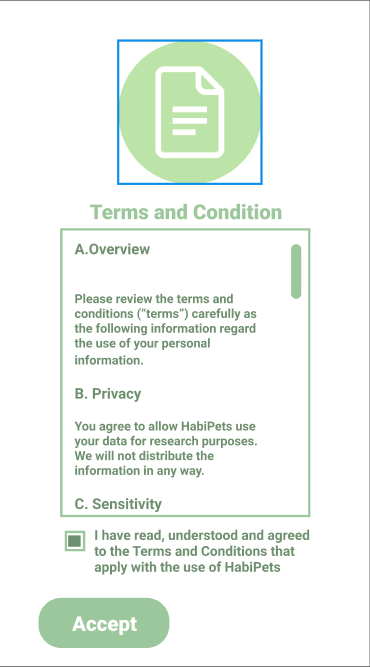 Terms and Condition
A.Overview
Please review the terms and
conditions (“terms”) carefully as
the following information regard
the use of your personal
information.
B. Privacy
You agree to allow HabiPets use
your data for research purposes.
We will not distribute the
information in any way.
C. Sensitivity
I have read, understood and agreed
to the Terms and Conditions that
apply with the use of HabiPets
Accept